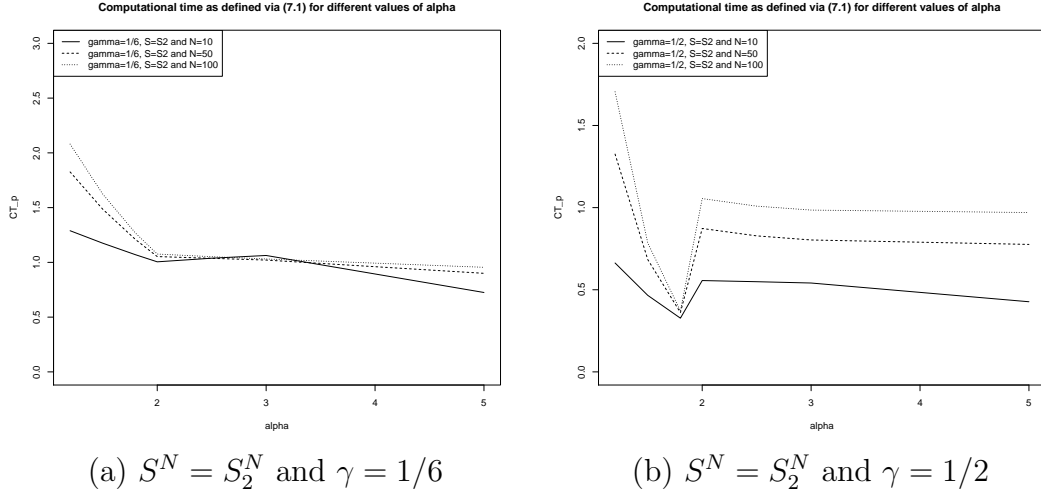 Computational time as defined via (7.1) for different values of alpha
gamma=1/6, S=S2 and N=10
gamma=1/6, S=S2 and N=50
gamma=1/6, S=S2 and N=100
CT_p
3.0
2.5
2.0
1.5
1.0
0.5
0.0
2 3 4 5
alpha
(a) S^N = S_2^N and γ = 1/6
Computational time as defined via (7.1) for different values of alpha
gamma=1/2, S=S2 and N=10
gamma=1/2, S=S2 and N=50
gamma=1/2, S=S2 and N=100
CT_p
2.0
1.5
1.0
0.5
0.0
2 3 4 5
alpha
(b) S^N = S_2^N and γ = 1/2